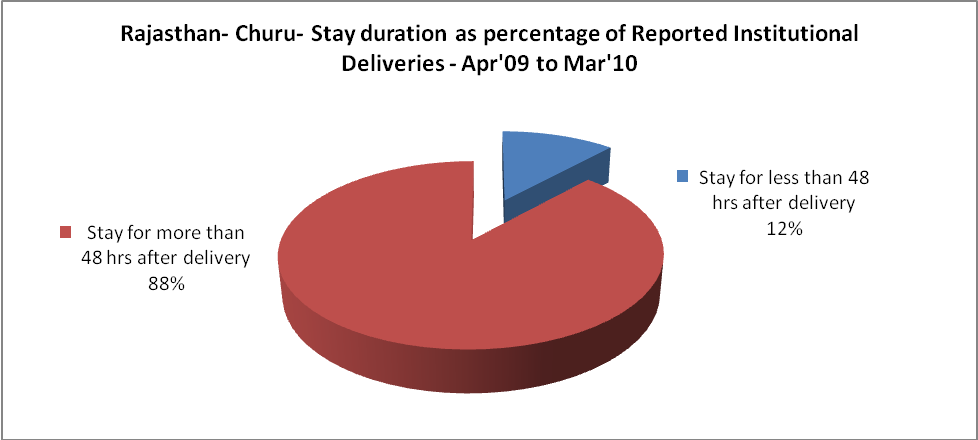 Rajasthan- Churu- Stay duration as percentage of Reported Institutional
Deliveries - Apr'09 to Mar'10
Stay for less than 48
hrs after delivery
12%
Stay for more than
48 hrs after delivery
88%